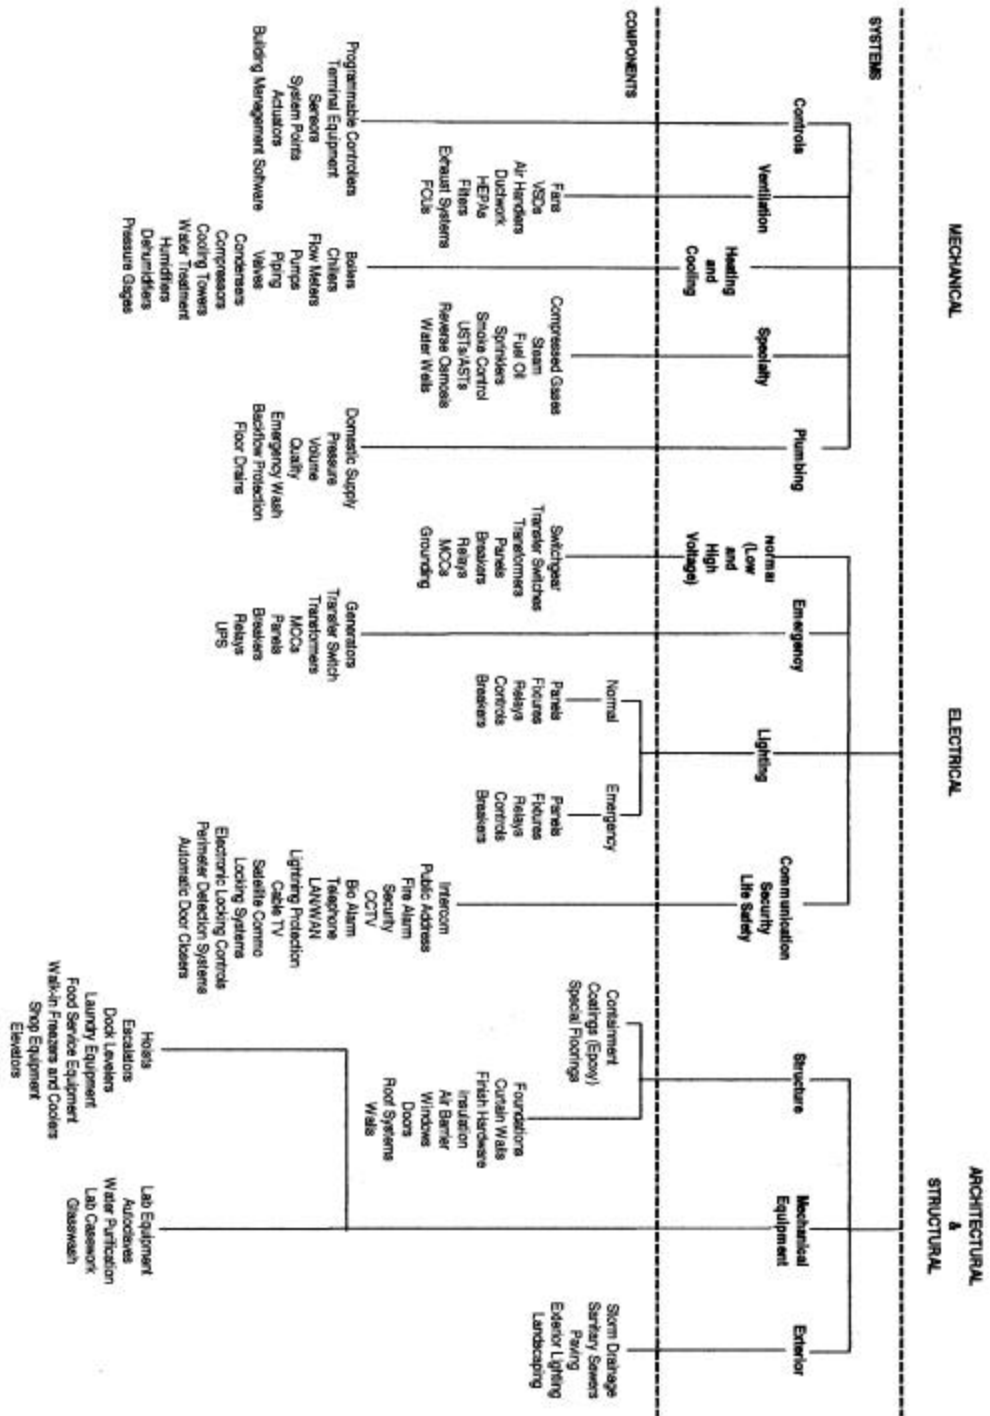 MECHANICAL
ELECTRICAL
ARCHITECTURAL
&
STRUCTURAL
SYSTEMS
Controls
Ventilation
Heating
and
Cooling
Specialty
Plumbing
Normal
(Low
and
High
Voltage)
Emergency
Lighting
Communication
Security
Life Safety
Structure
Mechanical
Equipment
Exterior
COMPONENTS
Programmable Controllers
Terminal Equipment
Sensors
System Points
Actuators
Building Management Software
Fans
VSDs
Air Handlers
Ductwork
HEPAs
Filters
Exhaust Systems
FCUs
Boilers
Chillers
Flow Meters
Pumps
Piping
Valves
Condensers
Compressors
Cooling Towers
Water Treatment
Humidifiers
Dehumidifiers
Pressure Gages
Compressed Gases
Steam
Fuel Oil
Sprinklers
Smoke Control
USTs/ASTs
Reverse Osmosis
Water Wells
Domestic Supply
Pressure
Volume
Quality
Emergency Wash
Backflow Protection
Floor Drains
Switchgear
Transfer Switches
Transformers
Panels
Breakers
Relays
MCCs
Grounding
Generators
Transfer Switch
Transformers
MCCs
Panels
Breakers
Relays
UPS
Normal
Panels
Fixtures
Relays
Controls
Breakers
Emergency
Panels
Fixtures
Relays
Controls
Breakers
Intercom
Public Address
Fire Alarm
Security
CCTV
Bio Alarm
Telephone
LAN/WAN
Lightning Protection
Cable TV
Satellite Commo
Locking Systems
Electronic Locking Controls
Perimeter Detection Systems
Automatic Door Closers
Containment
Coatings (Epoxy)
Special Floorings
Foundations
Curtain Walls
Finish Hardware
Insulation
Air Barrier
Windows
Doors
Roof Systems
Walls
Hoists
Escalators
Dock Levelers
Laundry Equipment
Food Service Equipment
Walk-in Freezers and Coolers
Shop Equipment
Elevators
Lab Equipment
Autoclaves
Water Purification
Lab Casework
Glasswash
Storm Drainage
Sanitary Sewers
Paving
Exterior Lighting
Landscaping